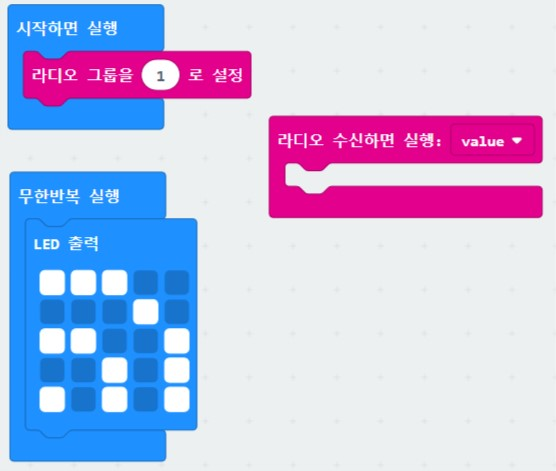 시작하면 실행
라디오 그룹을 1 로 설정
라디오 수신하면 실행: value
무한반복 실행
LED 출력